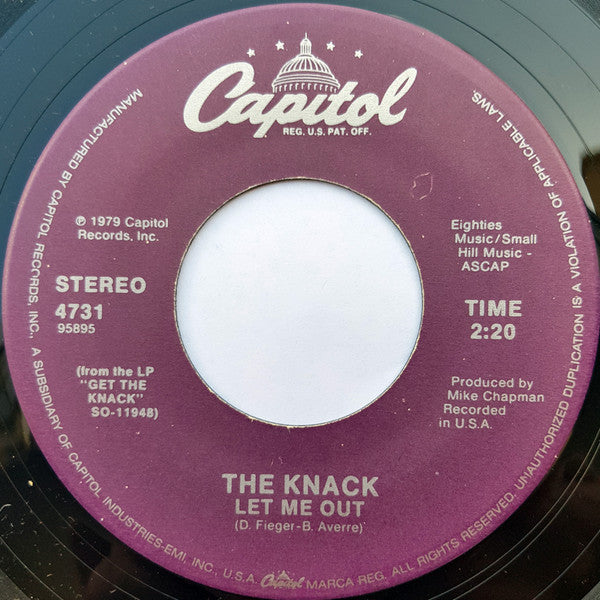 Capitol
REG. U.S. PAT. OFF.
℗ 1979 Capitol
Records, Inc.
STEREO
4731
95895
(from the LP
"GET THE
KNACK"
SO-11948)
Eighties
Music/Small
Hill Music -
ASCAP
TIME
2:20
Produced by
Mike Chapman
Recorded
in U.S.A.
THE KNACK
LET ME OUT
(D. Fieger-B. Averre)
MANUFACTURED BY CAPITOL RECORDS, INC., A SUBSIDIARY OF CAPITOL INDUSTRIES-EMI, INC., U.S.A. Capitol MARCA REG. ALL RIGHTS RESERVED. UNAUTHORIZED DUPLICATION IS A VIOLATION OF APPLICABLE LAWS.